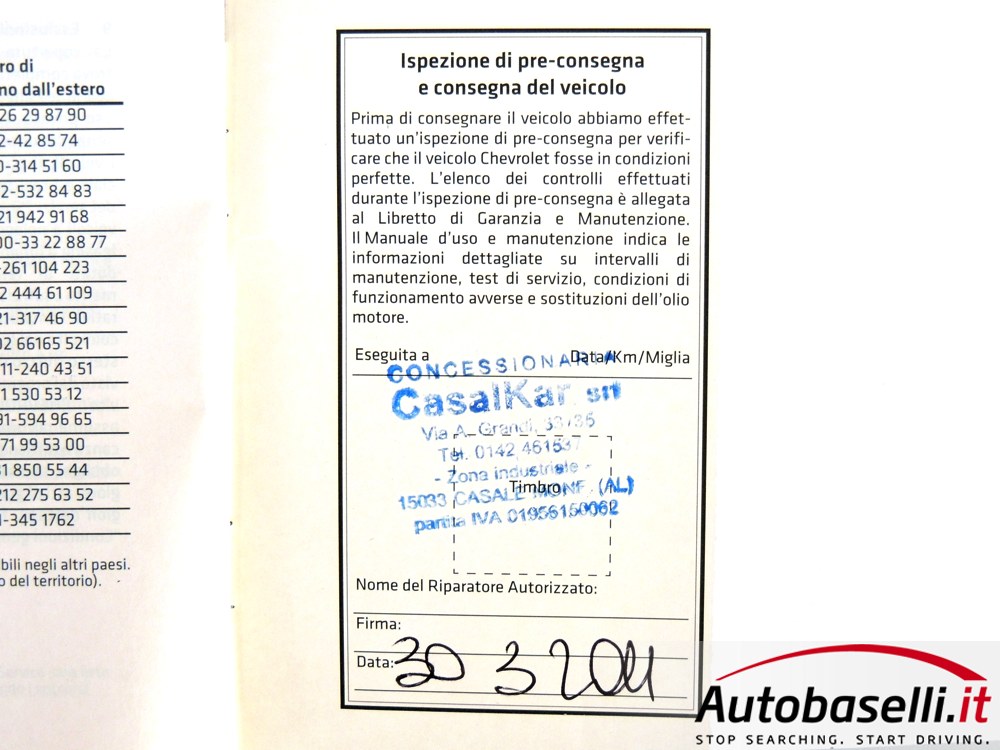 ro di
no dall'estero
26 29 87 90
2-42 85 74
0-314 51 60
2-532 84 83
21 942 91 68
00-33 22 88 77
-261 104 223
2 444 61 109
21-317 46 90
02 66165 521
11-240 43 51
1 530 53 12
91-594 96 65
71 99 53 00
1 850 55 44
212 275 63 52
-345 1762
bili negli altri paesi.
o del territorio).
Ispezione di pre-consegna
e consegna del veicolo
Prima di consegnare il veicolo abbiamo effet-
tuato un'ispezione di pre-consegna per verifi-
care che il veicolo Chevrolet fosse in condizioni
perfette. L'elenco dei controlli effettuati
durante l'ispezione di pre-consegna è allegata
al Libretto di Garanzia e Manutenzione.
Il Manuale d'uso e manutenzione indica le
informazioni dettagliate su intervalli di
manutenzione, test di servizio, condizioni di
funzionamento avverse e sostituzioni dell'olio
motore.
Eseguita a Data/Km/Miglia
CONCESSIONARIA
CasalKar srl
Via A. Grandi, 33/35
Tel. 0142 461537
- Zona industriale -
Timbro
15033 CASALE MONF. (AL)
partita IVA 01956150062
Nome del Riparatore Autorizzato:
Firma:
Data: 30 3 2011
Autobaselli.it
STOP SEARCHING. START DRIVING.